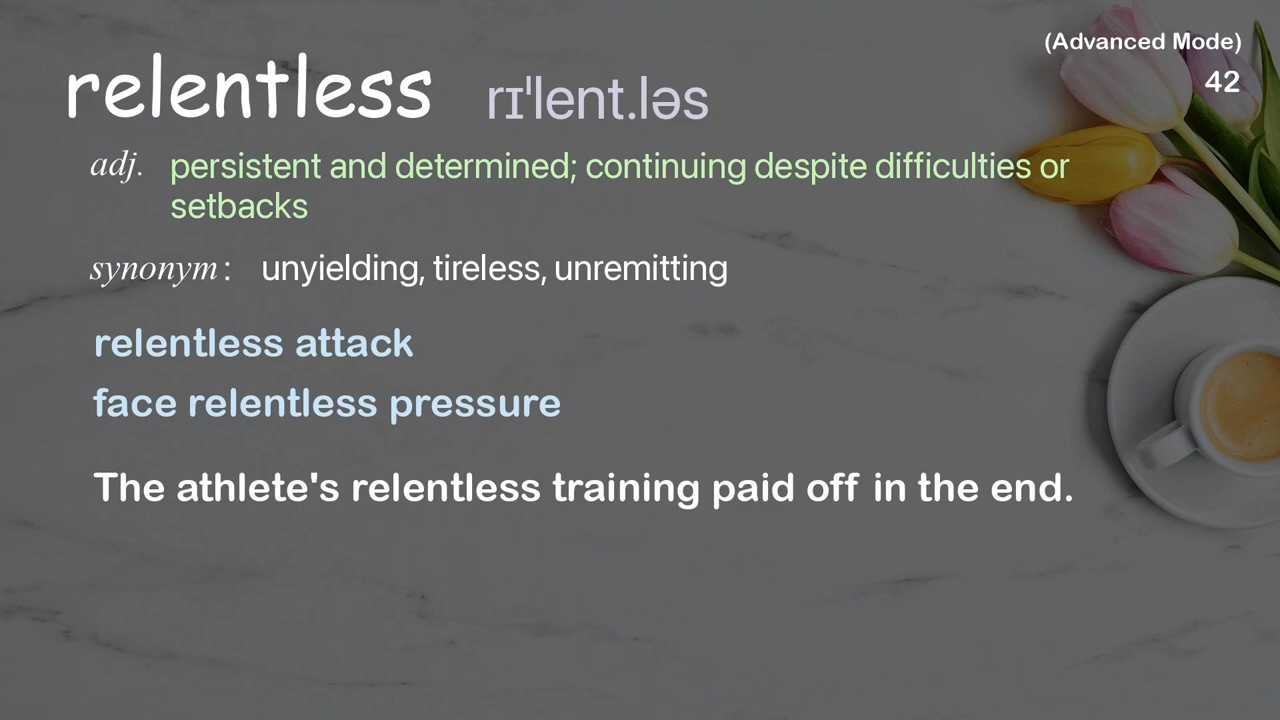 (Advanced Mode)
42
relentless rɪˈlent.ləs
adj. persistent and determined; continuing despite difficulties or
setbacks
synonym: unyielding, tireless, unremitting
relentless attack
face relentless pressure
The athlete's relentless training paid off in the end.